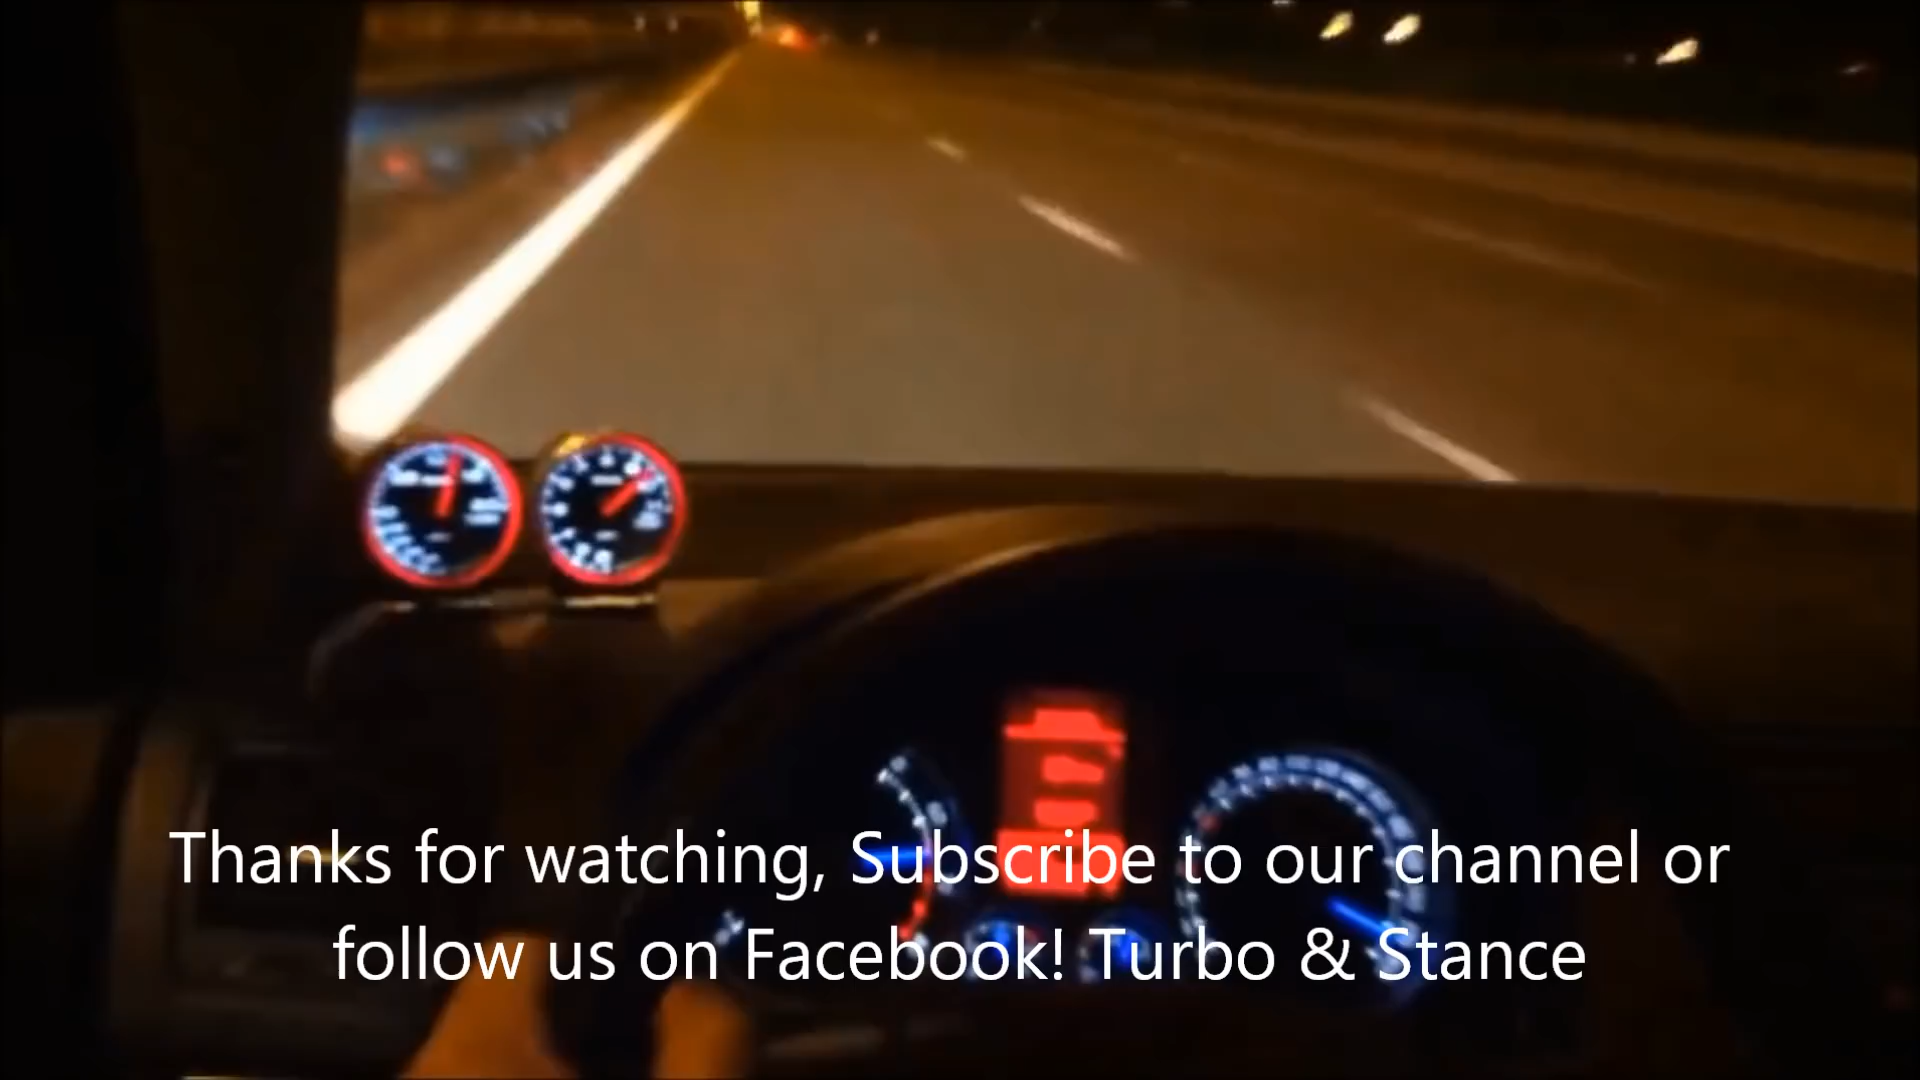 Thanks for watching, Subscribe to our channel or
follow us on Facebook! Turbo & Stance